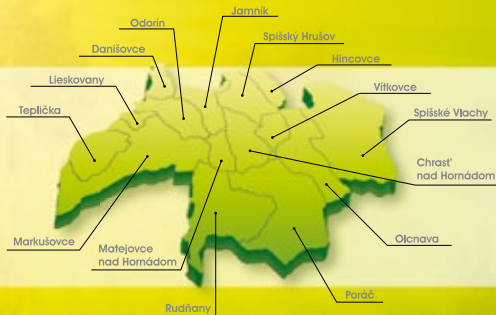 Jamník
Odorín
Spišský Hrušov
Danišovce
Hincovce
Lieskovany
Vítkovce
Teplička
Spišské Vlachy
Chrasť
nad Hornádom
Markušovce
Matejovce
nad Hornádom
Olcnava
Poráč
Rudňany